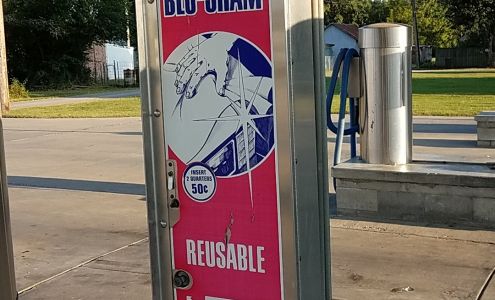 BLU-CHAM
INSERT
2 QUARTERS
50¢
REUSABLE